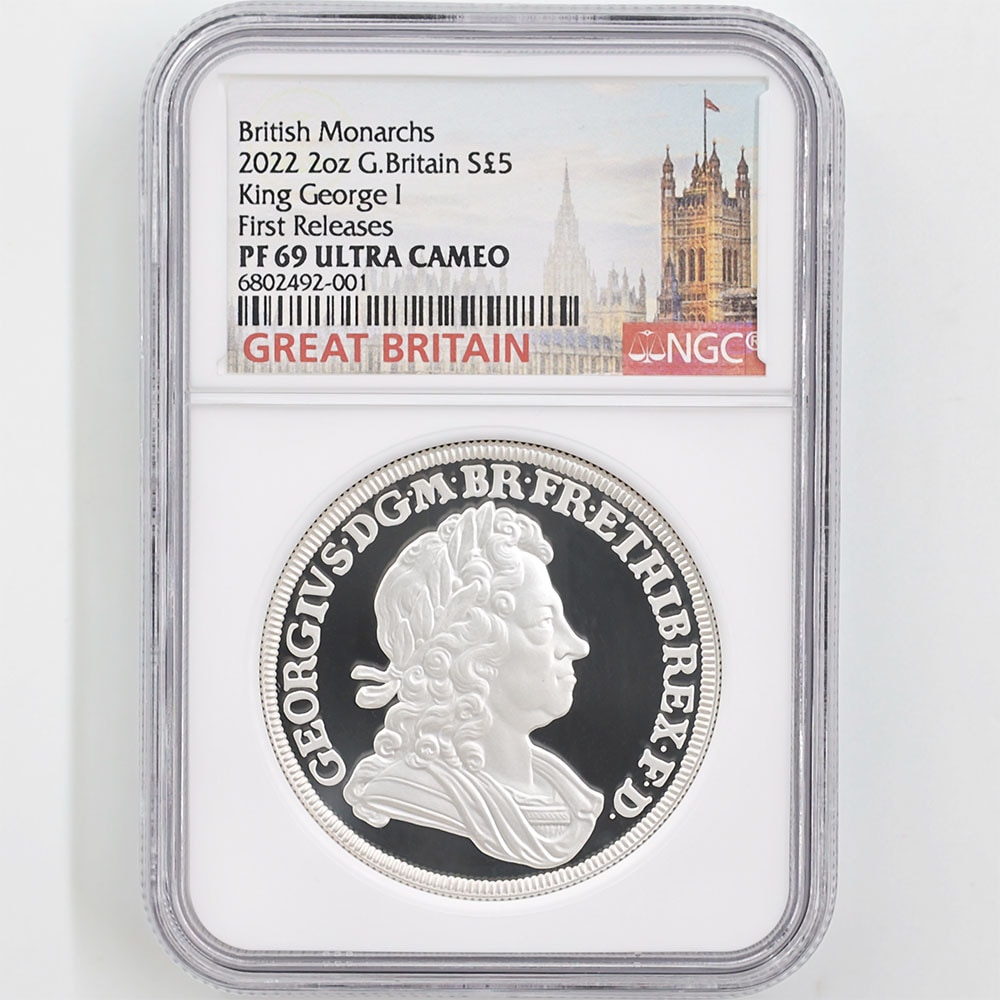 British Monarchs
2022 2oz G.Britain S£5
King George I
First Releases
PF 69 ULTRA CAMEO
6802492-001
GREAT BRITAIN
NGC®
GEORGIVS·DG·M·BR·FR·ET·HIB·REX·F·D·